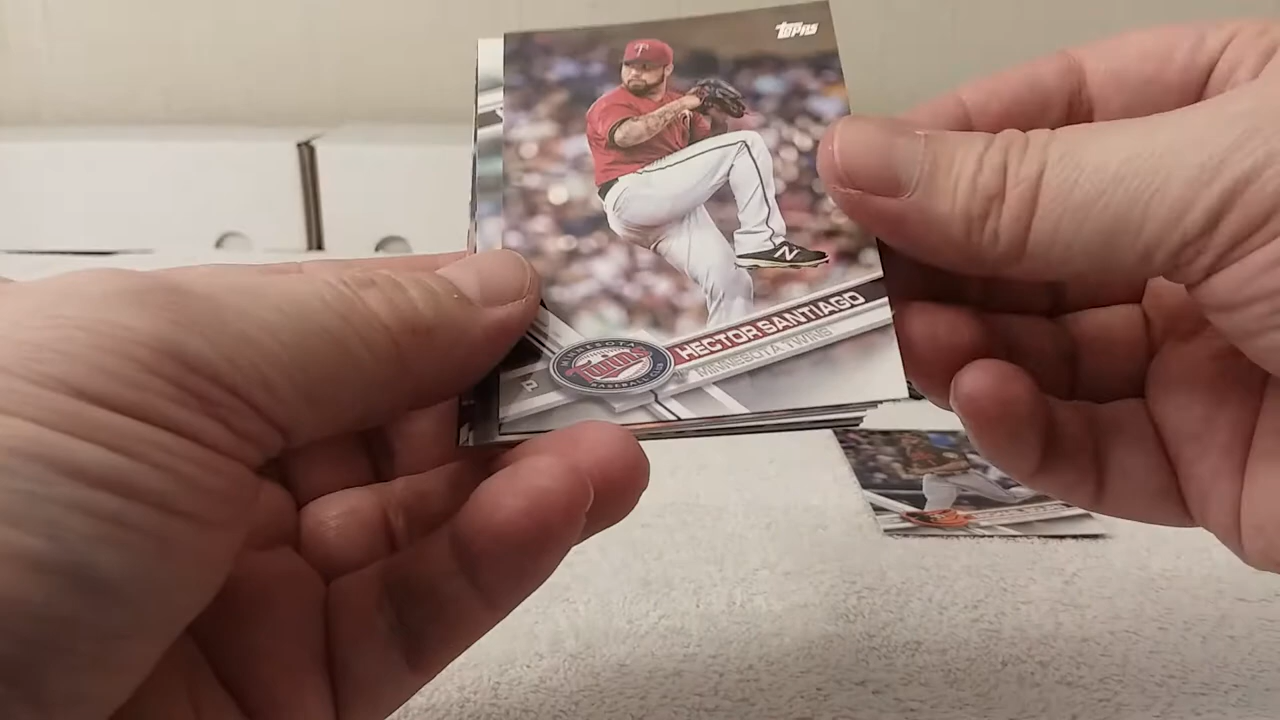 TOPPS
HECTOR SANTIAGO
MINNESOTA TWINS
MINNESOTA
Twins
BASEBALL CLUB
P
T
N